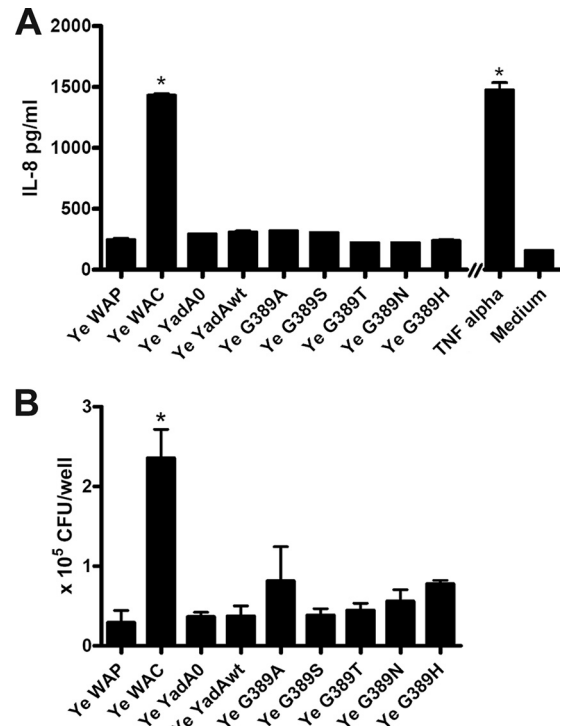 A
IL-8 pg/ml
2000
1500
1000
500
0
*
*
Ye WAP
Ye WAC
Ye YadA0
Ye YadAwt
Ye G389A
Ye G389S
Ye G389T
Ye G389N
Ye G389H
TNF alpha
Medium
B
x 10⁵ CFU/well
3
2
1
0
*
Ye WAP
Ye WAC
Ye YadA0
Ye YadAwt
Ye G389A
Ye G389S
Ye G389T
Ye G389N
Ye G389H